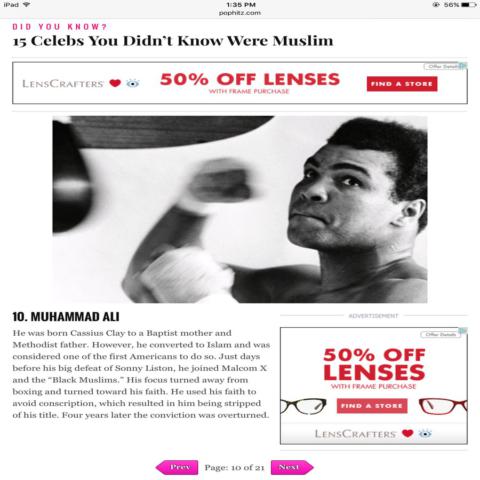 iPad 1:35 PM 56%
pophitz.com
DID YOU KNOW?
15 Celebs You Didn't Know Were Muslim
Offer Details
LENSCRAFTERS
50% OFF LENSES
WITH FRAME PURCHASE
FIND A STORE
10. MUHAMMAD ALI
He was born Cassius Clay to a Baptist mother and
Methodist father. However, he converted to Islam and was
considered one of the first Americans to do so. Just days
before his big defeat of Sonny Liston, he joined Malcom X
and the “Black Muslims.” His focus turned away from
boxing and turned toward his faith. He used his faith to
avoid conscription, which resulted in him being stripped
of his title. Four years later the conviction was overturned.
ADVERTISEMENT
Offer Details
50% OFF
LENSES
WITH FRAME PURCHASE
FIND A STORE
LENSCRAFTERS
Prev Page: 10 of 21 Next